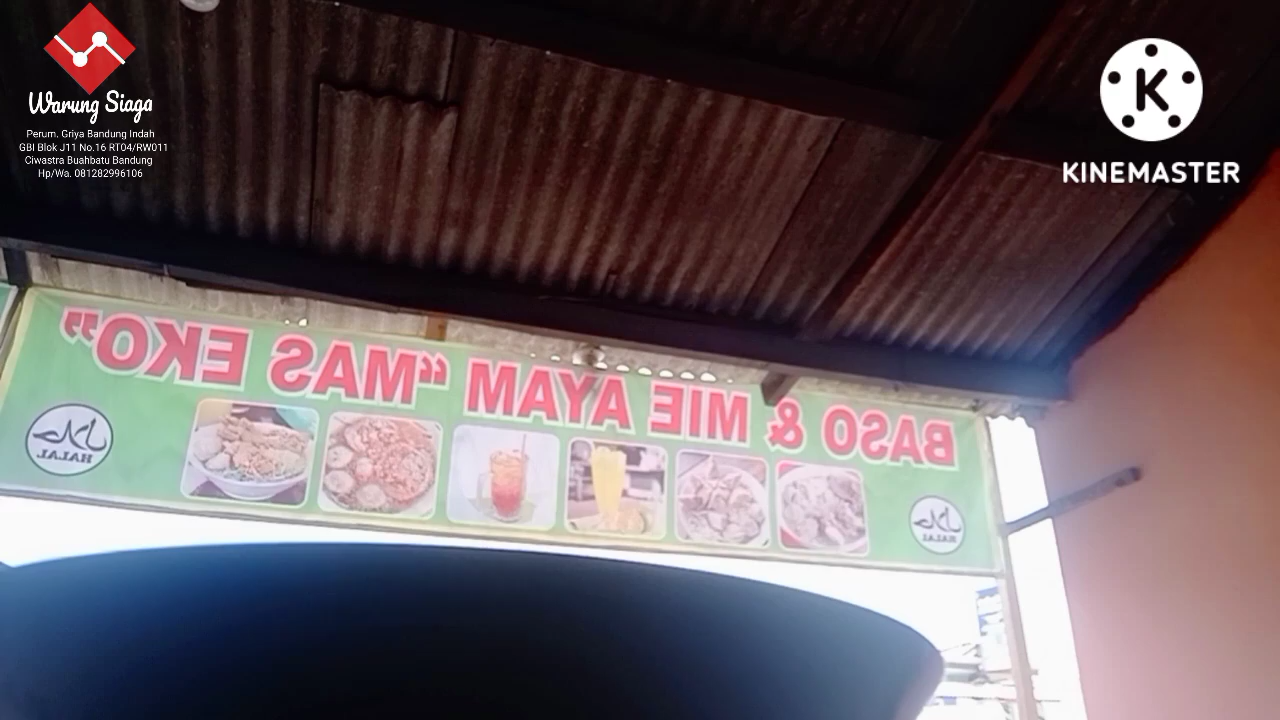 Warung Siaga
Perum. Griya Bandung Indah
GBI Blok J11 No.16 RT04/RW011
Ciwastra Buahbatu Bandung
Hp/Wa. 081282996106
KINEMASTER
BASO & MIE AYAM “MAS EKO”
HALAL
HALAL